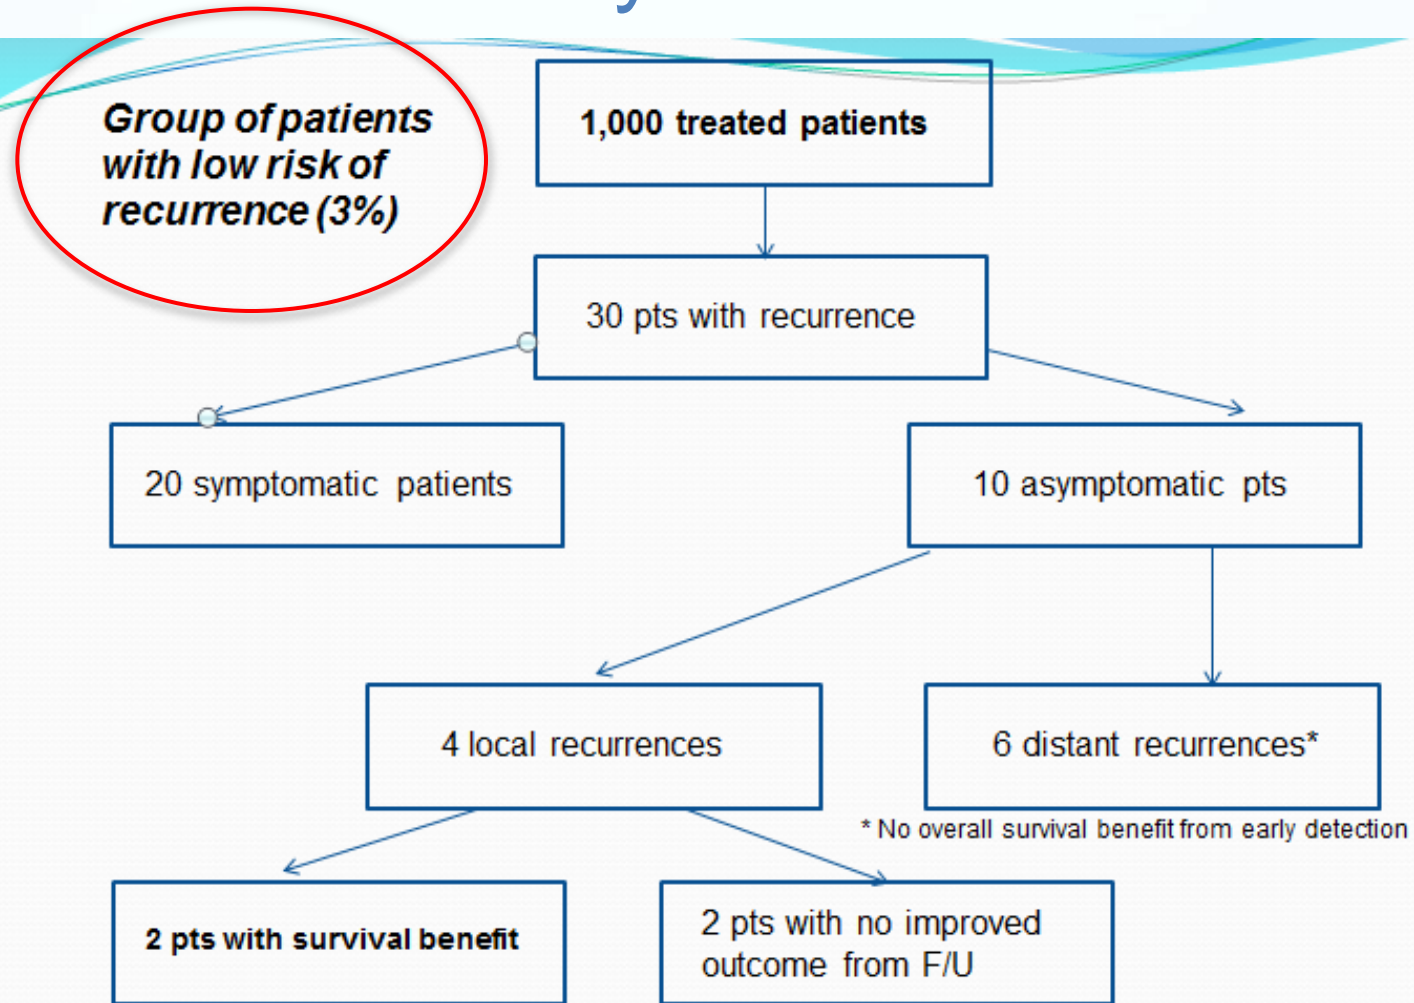 Group of patients
with low risk of
recurrence (3%)
1,000 treated patients
30 pts with recurrence
20 symptomatic patients
10 asymptomatic pts
4 local recurrences
6 distant recurrences*
* No overall survival benefit from early detection
2 pts with survival benefit
2 pts with no improved
outcome from F/U